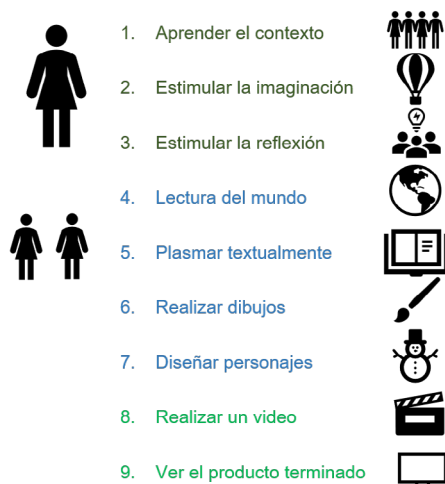 1. Aprender el contexto
2. Estimular la imaginación
3. Estimular la reflexión
4. Lectura del mundo
5. Plasmar textualmente
6. Realizar dibujos
7. Diseñar personajes
8. Realizar un video
9. Ver el producto terminado